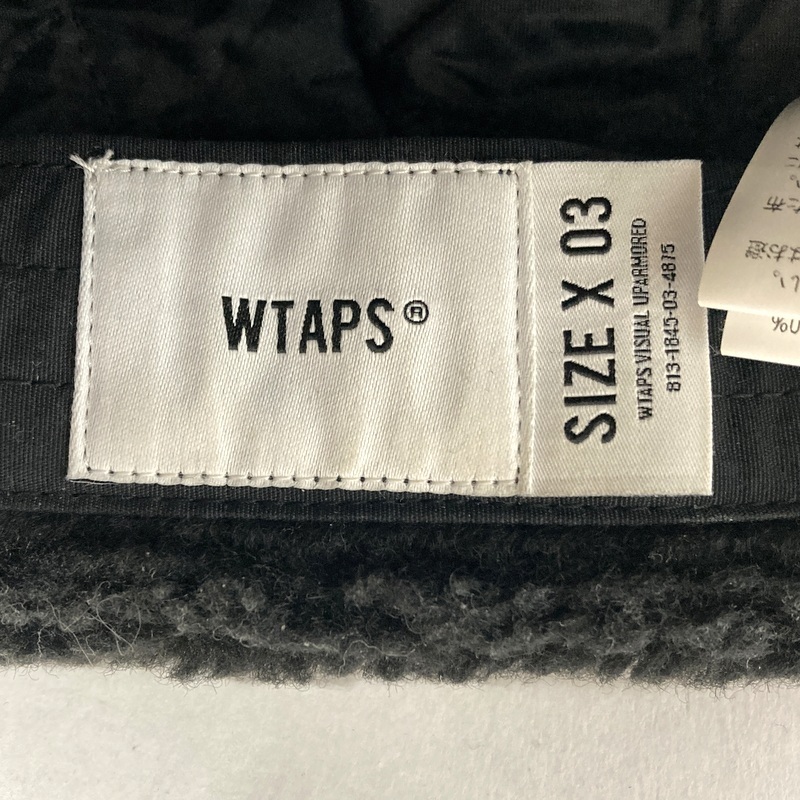 WTAPS®
SIZE X 03
WTAPS VISUAL UPARMORED
813-1845-03-4875